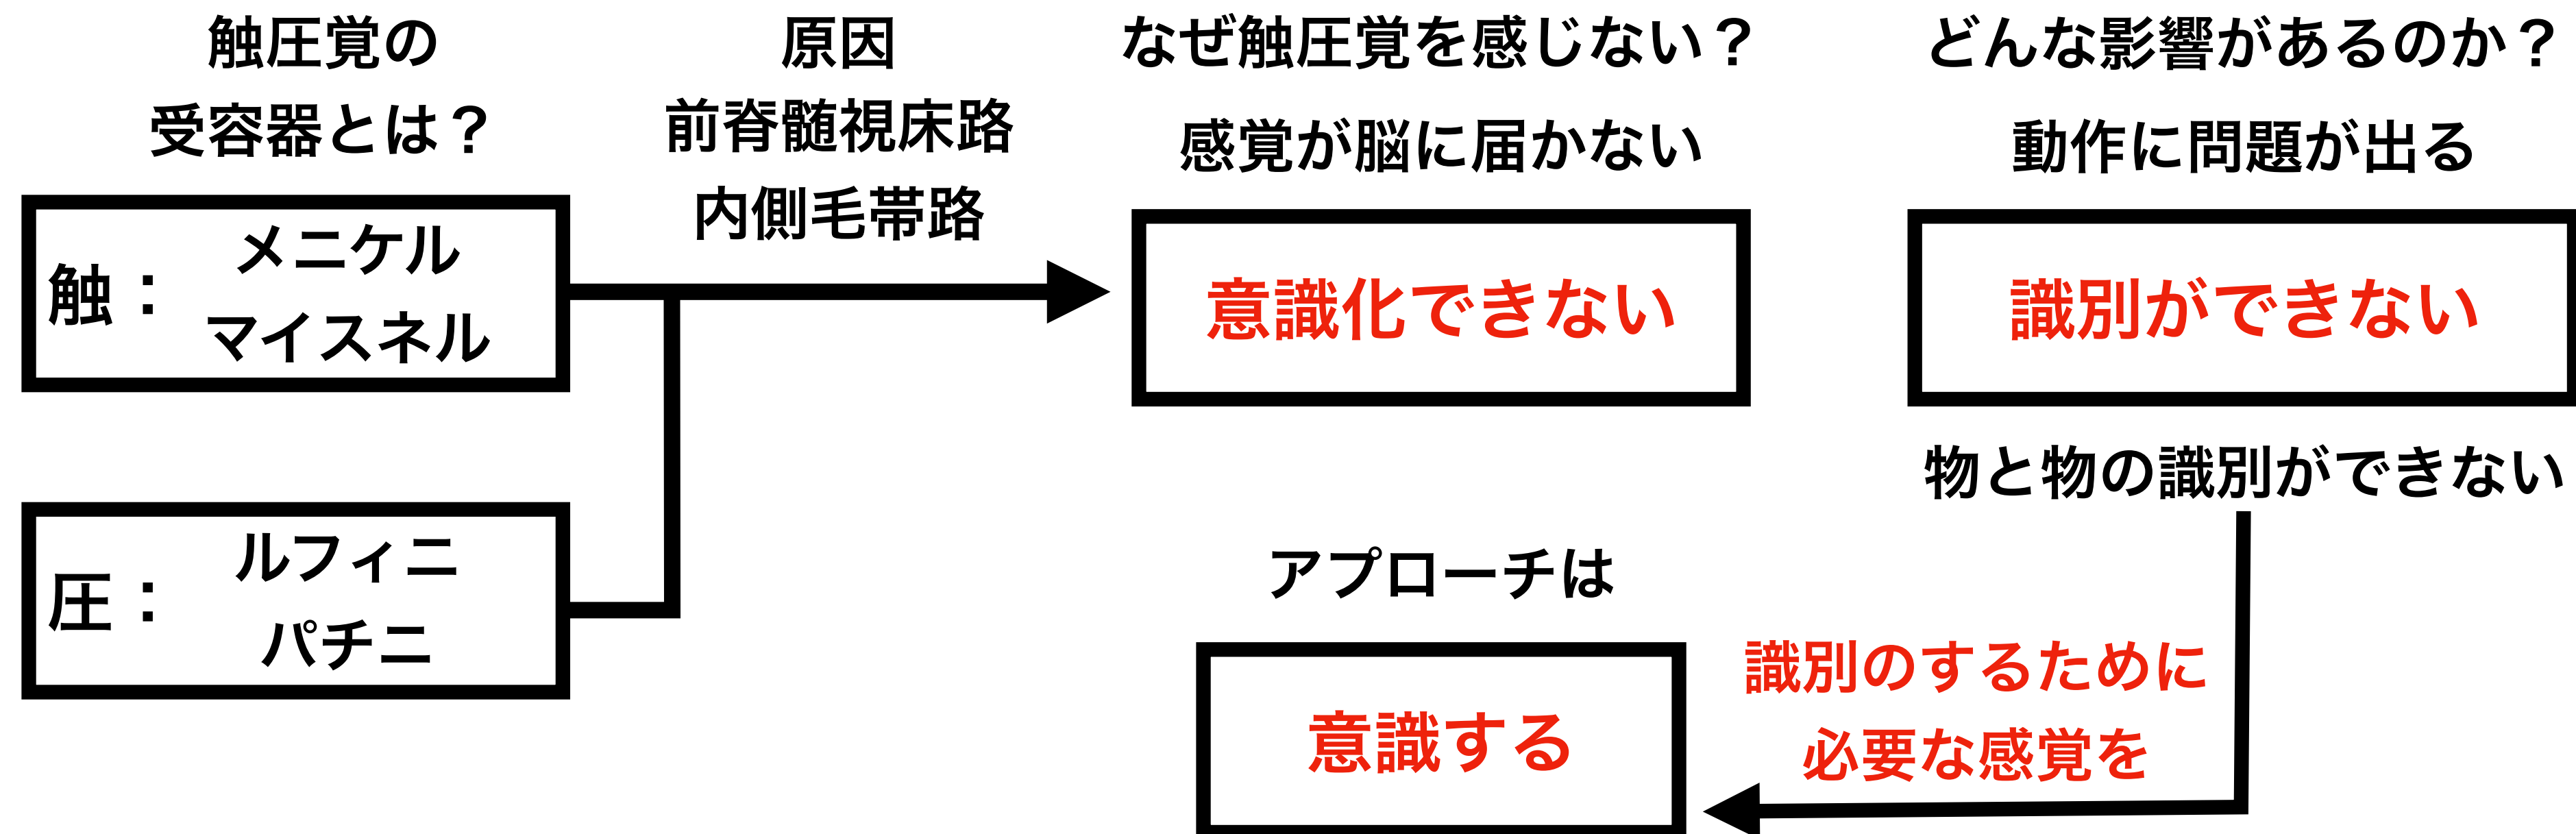 触圧覚の
受容器とは？
触：
メニケル
マイスネル
圧：
ルフィニ
パチニ
原因
前脊髄視床路
内側毛帯路
なぜ触圧覚を感じない？
感覚が脳に届かない
意識化できない
どんな影響があるのか？
動作に問題が出る
識別ができない
物と物の識別ができない
識別のするために
必要な感覚を
アプローチは
意識する